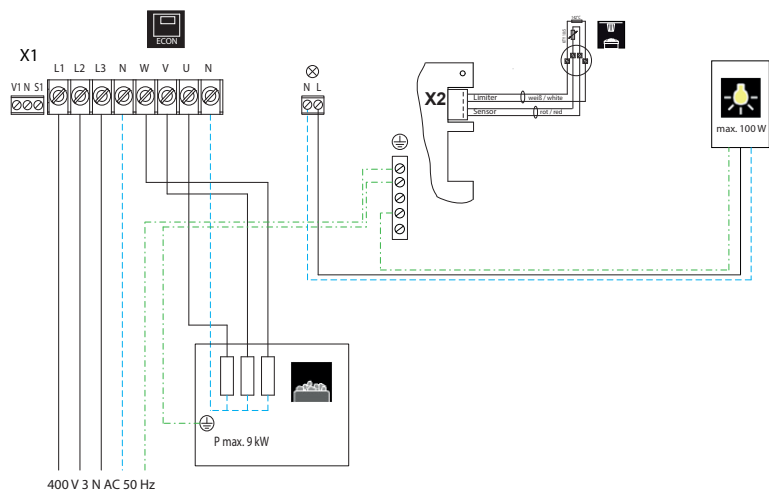 ECON
X1
L1 L2 L3 N W V U N
V1 N S1
N L
X2
Limiter weiß / white
Sensor rot / red
max. 100 W
P max. 9 kW
400 V 3 N AC 50 Hz